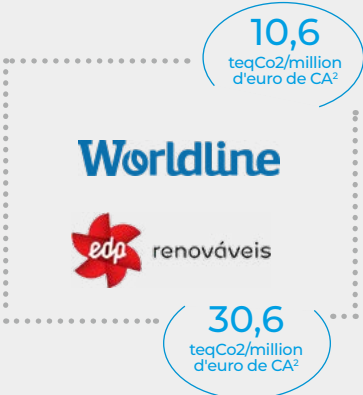 10,6
teqCo2/million
d'euro de CA²
Worldline
edp renováveis
30,6
teqCo2/million
d'euro de CA²